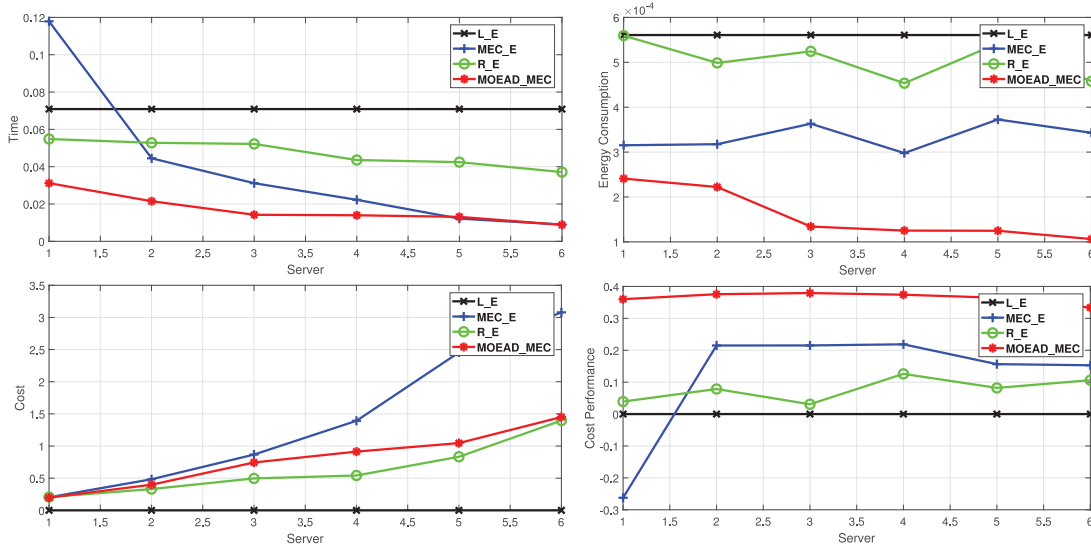 0.12
0.1
0.08
0.06
0.04
0.02
0
Time
1 1.5 2 2.5 3 3.5 4 4.5 5 5.5 6
Server
L_E
MEC_E
R_E
MOEAD_MEC
×10-4
6
5
4
3
2
1
Energy Consumption
1 1.5 2 2.5 3 3.5 4 4.5 5 5.5 6
Server
L_E
MEC_E
R_E
MOEAD_MEC
3.5
3
2.5
2
1.5
1
0.5
0
Cost
1 1.5 2 2.5 3 3.5 4 4.5 5 5.5 6
Server
L_E
MEC_E
R_E
MOEAD_MEC
0.4
0.3
0.2
0.1
0
-0.1
-0.2
-0.3
Cost Performance
1 1.5 2 2.5 3 3.5 4 4.5 5 5.5 6
Server
L_E
MEC_E
R_E
MOEAD_MEC